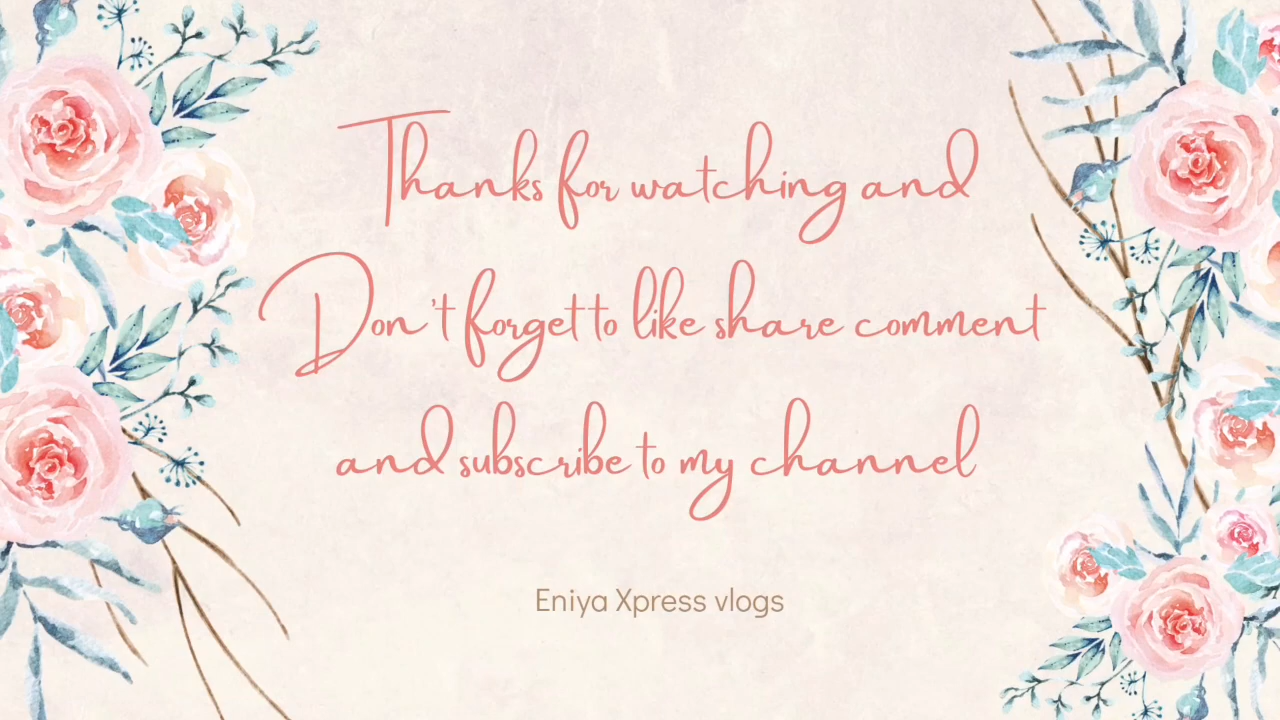 Thanks for watching and
Don't forget to like share comment
and subscribe to my channel
Eniya Xpress vlogs